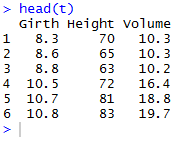 > head(t)
Girth Height Volume
1 8.3 70 10.3
2 8.6 65 10.3
3 8.8 63 10.2
4 10.5 72 16.4
5 10.7 81 18.8
6 10.8 83 19.7
>